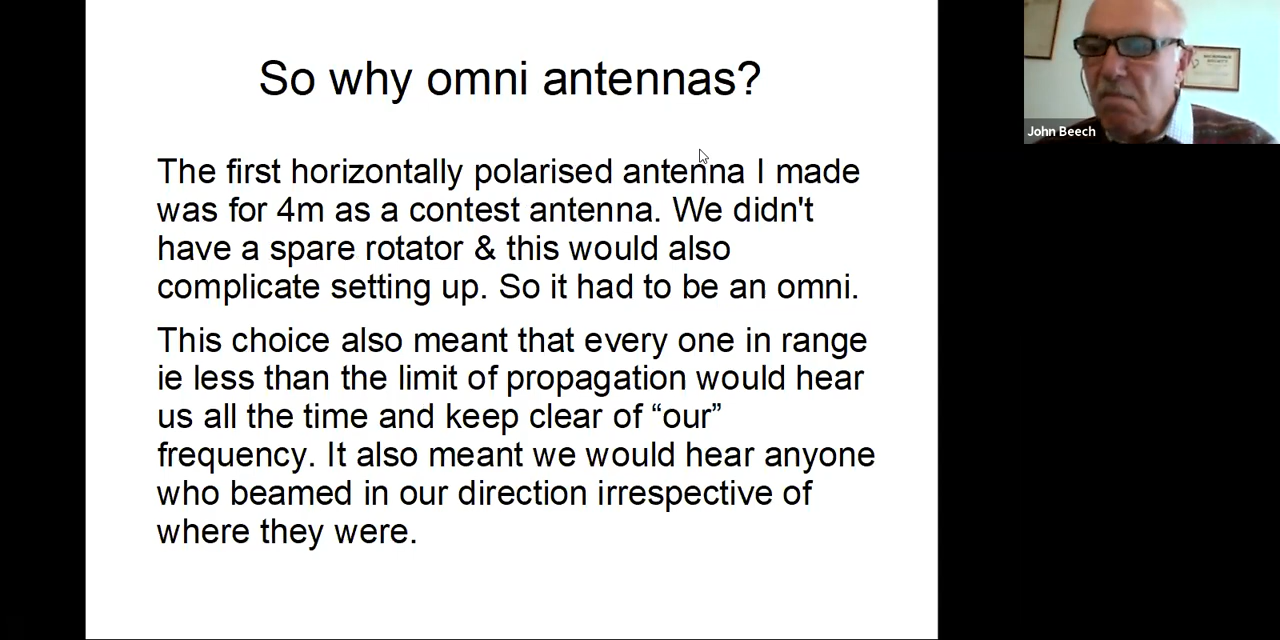 So why omni antennas?
The first horizontally polarised antenna I made
was for 4m as a contest antenna. We didn't
have a spare rotator & this would also
complicate setting up. So it had to be an omni.
This choice also meant that every one in range
ie less than the limit of propagation would hear
us all the time and keep clear of “our”
frequency. It also meant we would hear anyone
who beamed in our direction irrespective of
where they were.
John Beech